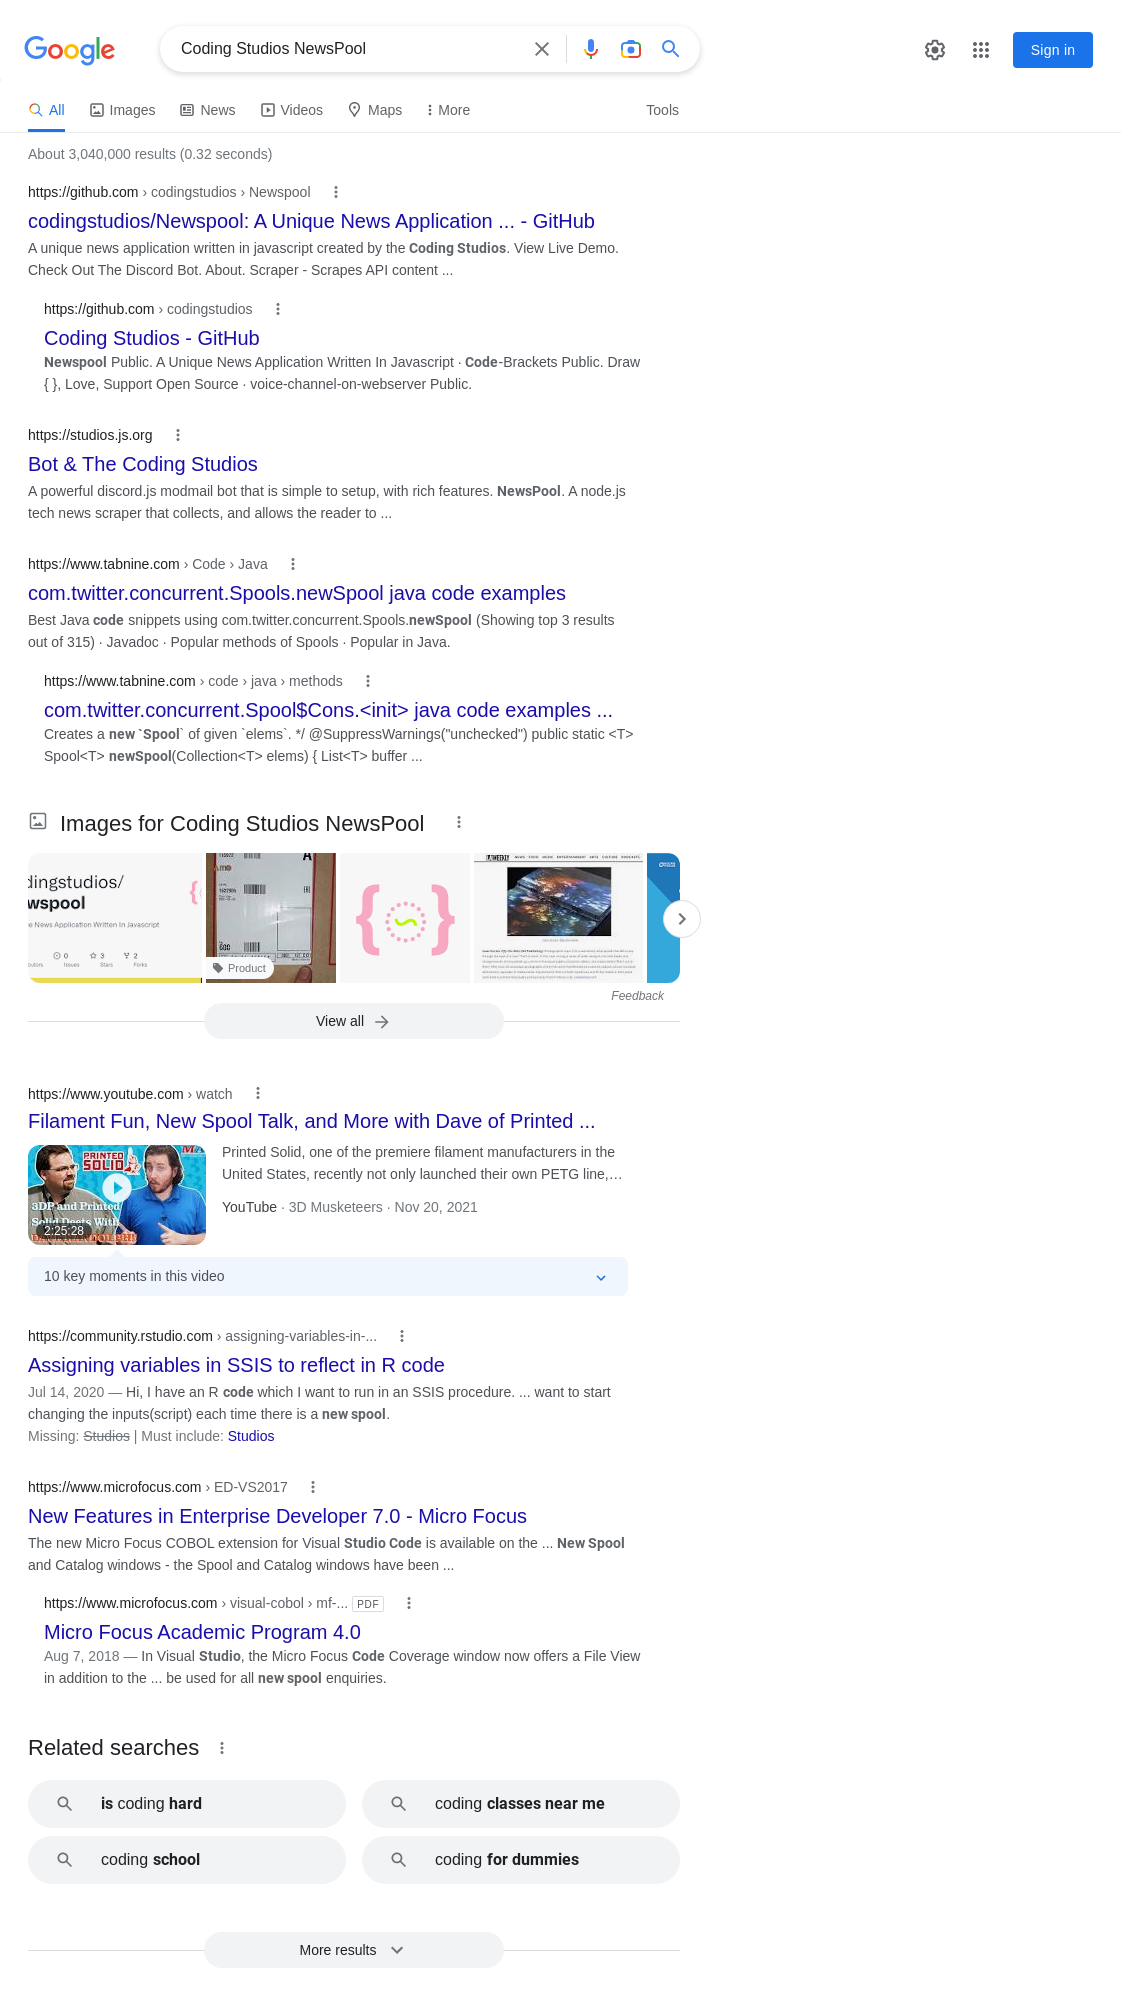 Google
Coding Studios NewsPool
Sign in
All
Images
News
Videos
Maps
More
Tools
About 3,040,000 results (0.32 seconds)
https://github.com › codingstudios › Newspool
codingstudios/Newspool: A Unique News Application ... - GitHub
A unique news application written in javascript created by the Coding Studios. View Live Demo.
Check Out The Discord Bot. About. Scraper - Scrapes API content ...
https://github.com › codingstudios
Coding Studios - GitHub
Newspool Public. A Unique News Application Written In Javascript · Code-Brackets Public. Draw
{ }, Love, Support Open Source · voice-channel-on-webserver Public.
https://studios.js.org
Bot & The Coding Studios
A powerful discord.js modmail bot that is simple to setup, with rich features. NewsPool. A node.js
tech news scraper that collects, and allows the reader to ...
https://www.tabnine.com › Code › Java
com.twitter.concurrent.Spools.newSpool java code examples
Best Java code snippets using com.twitter.concurrent.Spools.newSpool (Showing top 3 results
out of 315) · Javadoc · Popular methods of Spools · Popular in Java.
https://www.tabnine.com › code › java › methods
com.twitter.concurrent.Spool$Cons.<init> java code examples ...
Creates a new `Spool` of given `elems`. */ @SuppressWarnings("unchecked") public static <T>
Spool<T> newSpool(Collection<T> elems) { List<T> buffer ...
Images for Coding Studios NewsPool
dingstudios/
wspool
e News Application Written In Javascript
0
Issues
3
Stars
2
Forks
Product
Feedback
View all
https://www.youtube.com › watch
Filament Fun, New Spool Talk, and More with Dave of Printed ...
PRINTED
SOLID
3DP and Printed
Solid Deets With
2:25:28
Printed Solid, one of the premiere filament manufacturers in the
United States, recently not only launched their own PETG line,...
YouTube · 3D Musketeers · Nov 20, 2021
10 key moments in this video
https://community.rstudio.com › assigning-variables-in-...
Assigning variables in SSIS to reflect in R code
Jul 14, 2020 — Hi, I have an R code which I want to run in an SSIS procedure. ... want to start
changing the inputs(script) each time there is a new spool.
Missing: Studios | Must include: Studios
https://www.microfocus.com › ED-VS2017
New Features in Enterprise Developer 7.0 - Micro Focus
The new Micro Focus COBOL extension for Visual Studio Code is available on the ... New Spool
and Catalog windows - the Spool and Catalog windows have been ...
https://www.microfocus.com › visual-cobol › mf-... PDF
Micro Focus Academic Program 4.0
Aug 7, 2018 — In Visual Studio, the Micro Focus Code Coverage window now offers a File View
in addition to the ... be used for all new spool enquiries.
Related searches
is coding hard
coding classes near me
coding school
coding for dummies
More results